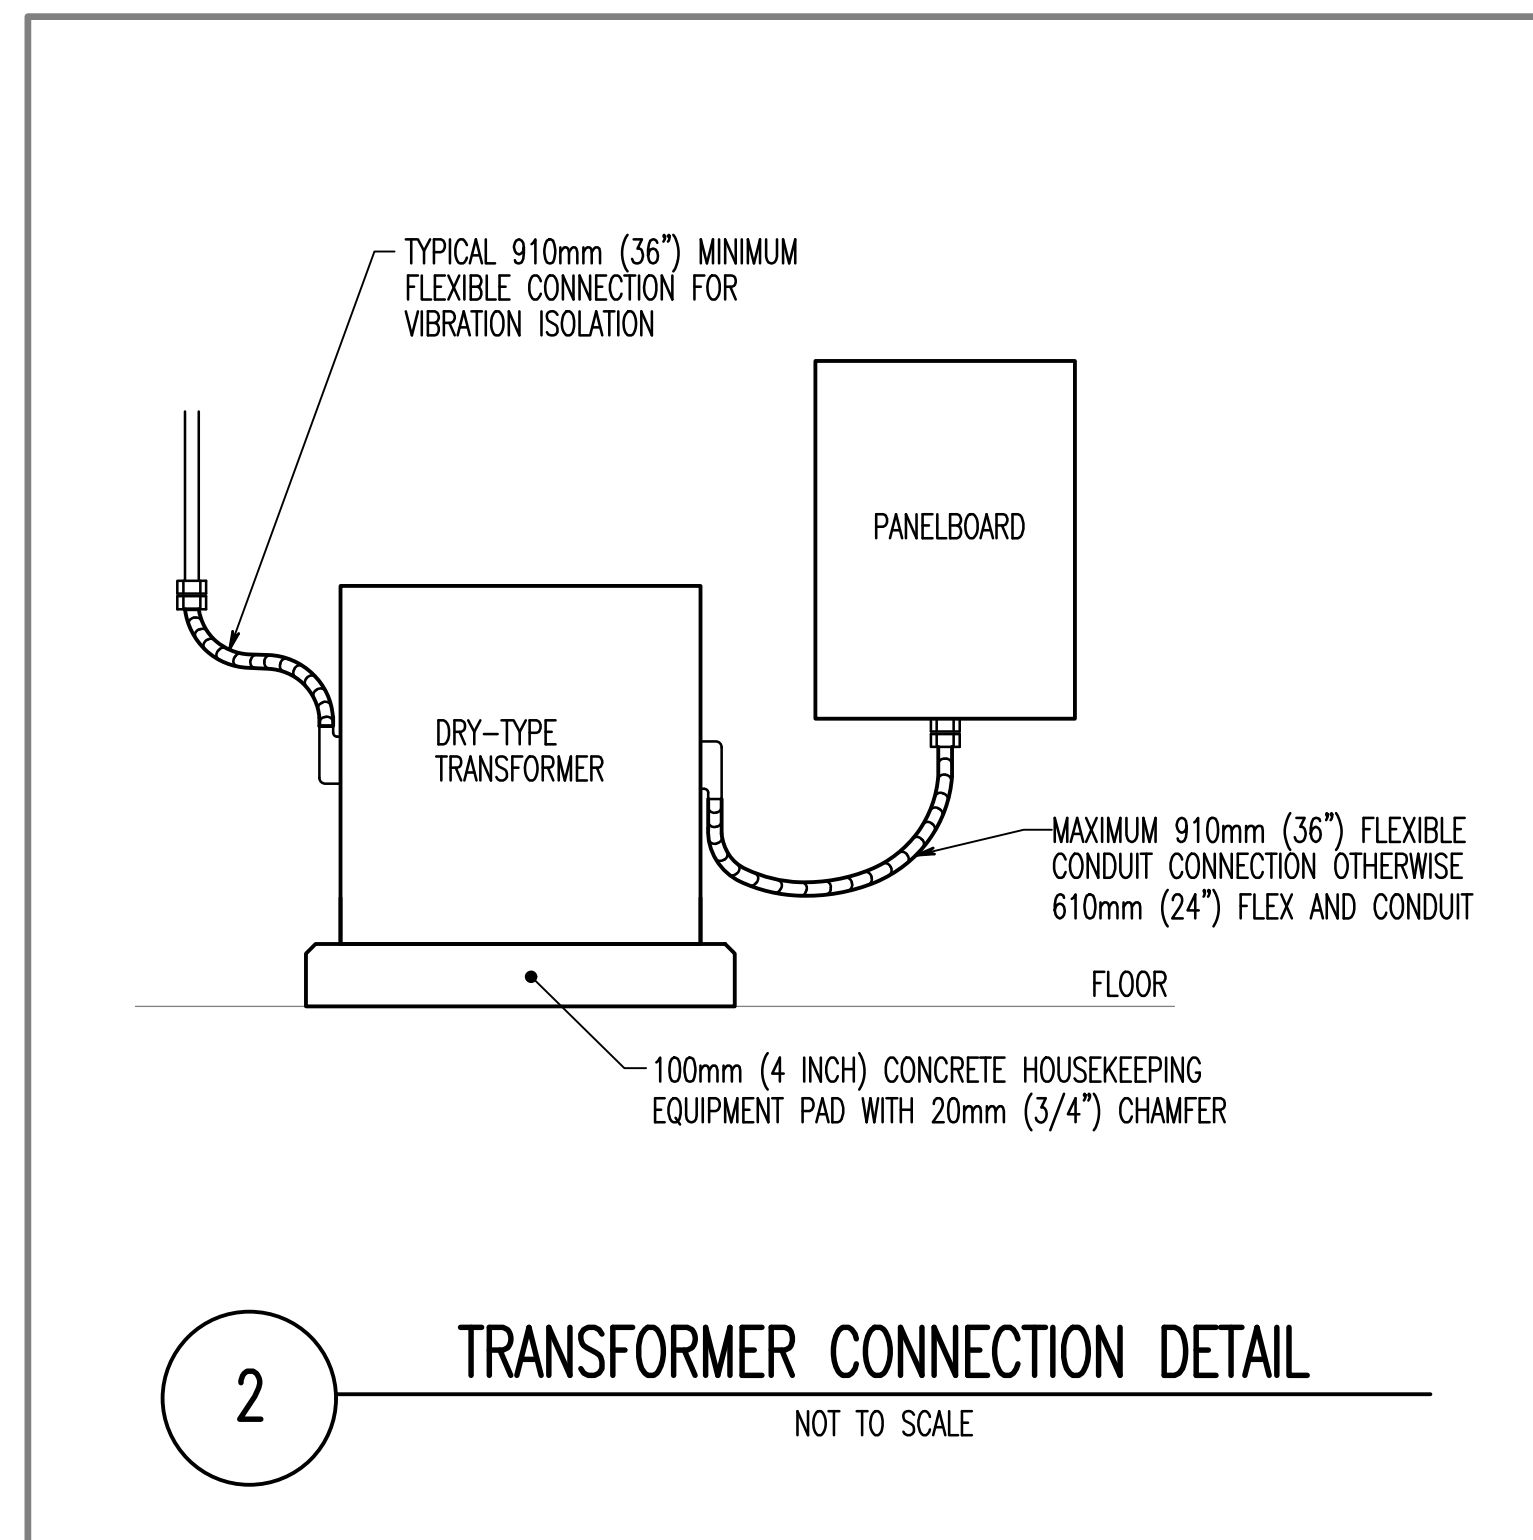 TYPICAL 910mm (36") MINIMUM
FLEXIBLE CONNECTION FOR
VIBRATION ISOLATION
PANELBOARD
DRY-TYPE
TRANSFORMER
MAXIMUM 910mm (36") FLEXIBLE
CONDUIT CONNECTION OTHERWISE
610mm (24") FLEX AND CONDUIT
FLOOR
100mm (4 INCH) CONCRETE HOUSEKEEPING
EQUIPMENT PAD WITH 20mm (3/4") CHAMFER
2
TRANSFORMER CONNECTION DETAIL
NOT TO SCALE